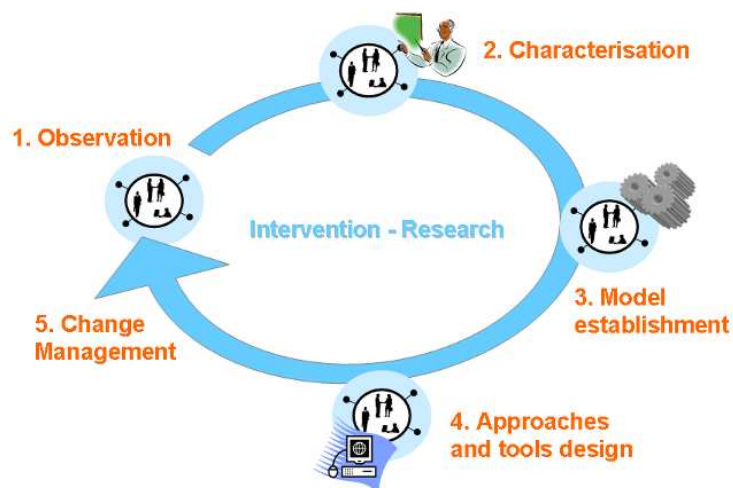 2. Characterisation
1. Observation
Intervention - Research
3. Model
establishment
5. Change
Management
4. Approaches
and tools design